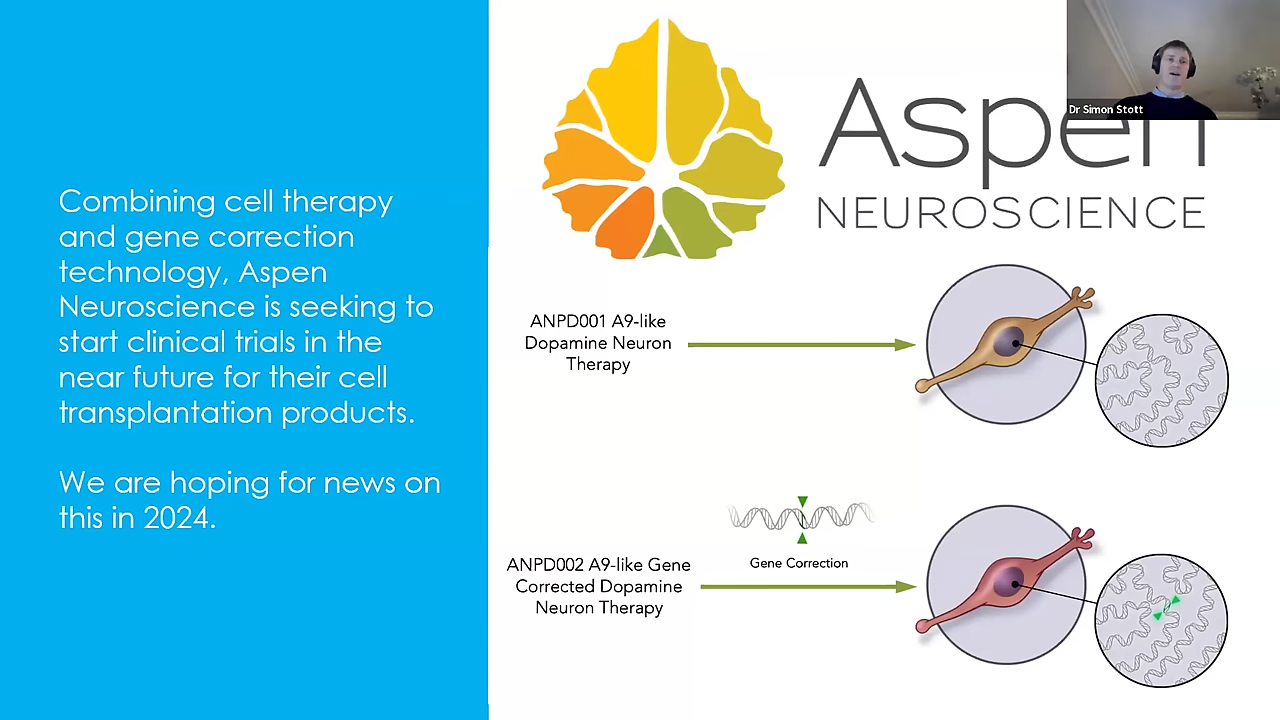 Combining cell therapy
and gene correction
technology, Aspen
Neuroscience is seeking to
start clinical trials in the
near future for their cell
transplantation products.
We are hoping for news on
this in 2024.
Aspen
NEUROSCIENCE
Dr Simon Stott
ANPD001 A9-like
Dopamine Neuron
Therapy
Gene Correction
ANPD002 A9-like Gene
Corrected Dopamine
Neuron Therapy